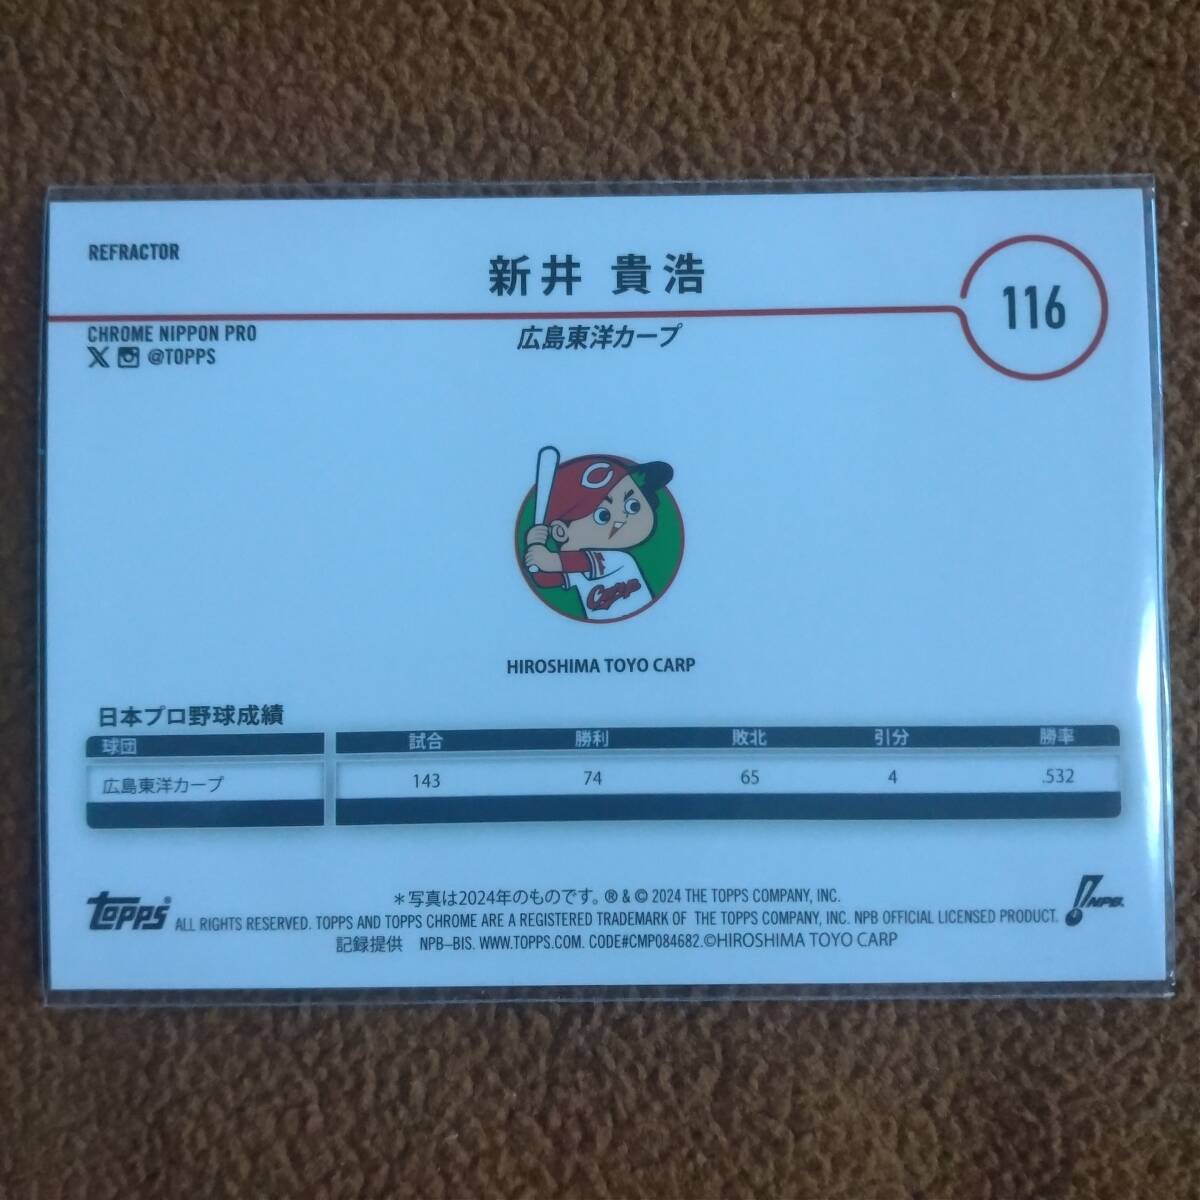 REFRACTOR
新井 貴浩
116
CHROME NIPPON PRO
@TOPPS
広島東洋カープ
C
Carp
HIROSHIMA TOYO CARP
日本プロ野球成績
球団 試合 勝利 敗北 引分 勝率
広島東洋カープ 143 74 65 4 .532
topps®
＊写真は2024年のものです。® & © 2024 THE TOPPS COMPANY, INC.
ALL RIGHTS RESERVED. TOPPS AND TOPPS CHROME ARE A REGISTERED TRADEMARK OF THE TOPPS COMPANY, INC. NPB OFFICIAL LICENSED PRODUCT.
記録提供 NPB–BIS. WWW.TOPPS.COM. CODE#CMP084682.©HIROSHIMA TOYO CARP
NPB.